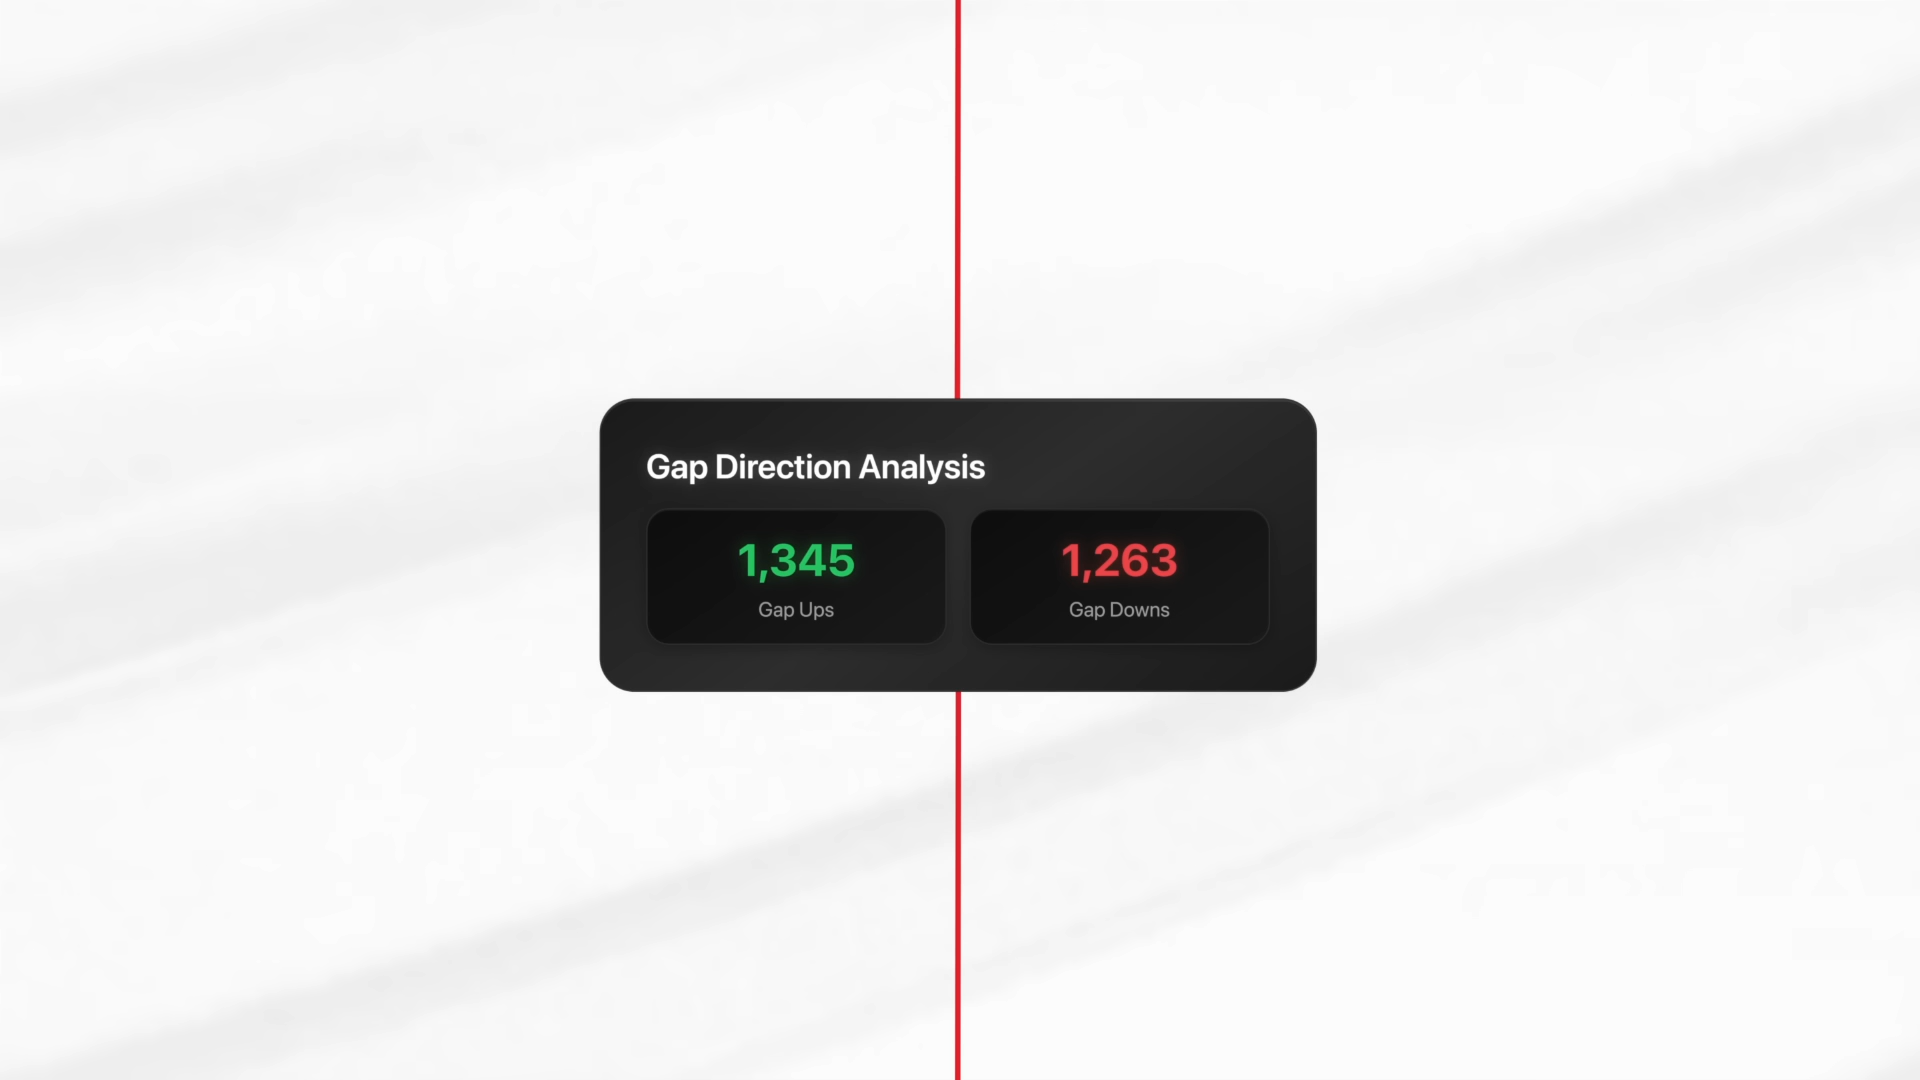 Gap Direction Analysis
1,345
Gap Ups
1,263
Gap Downs